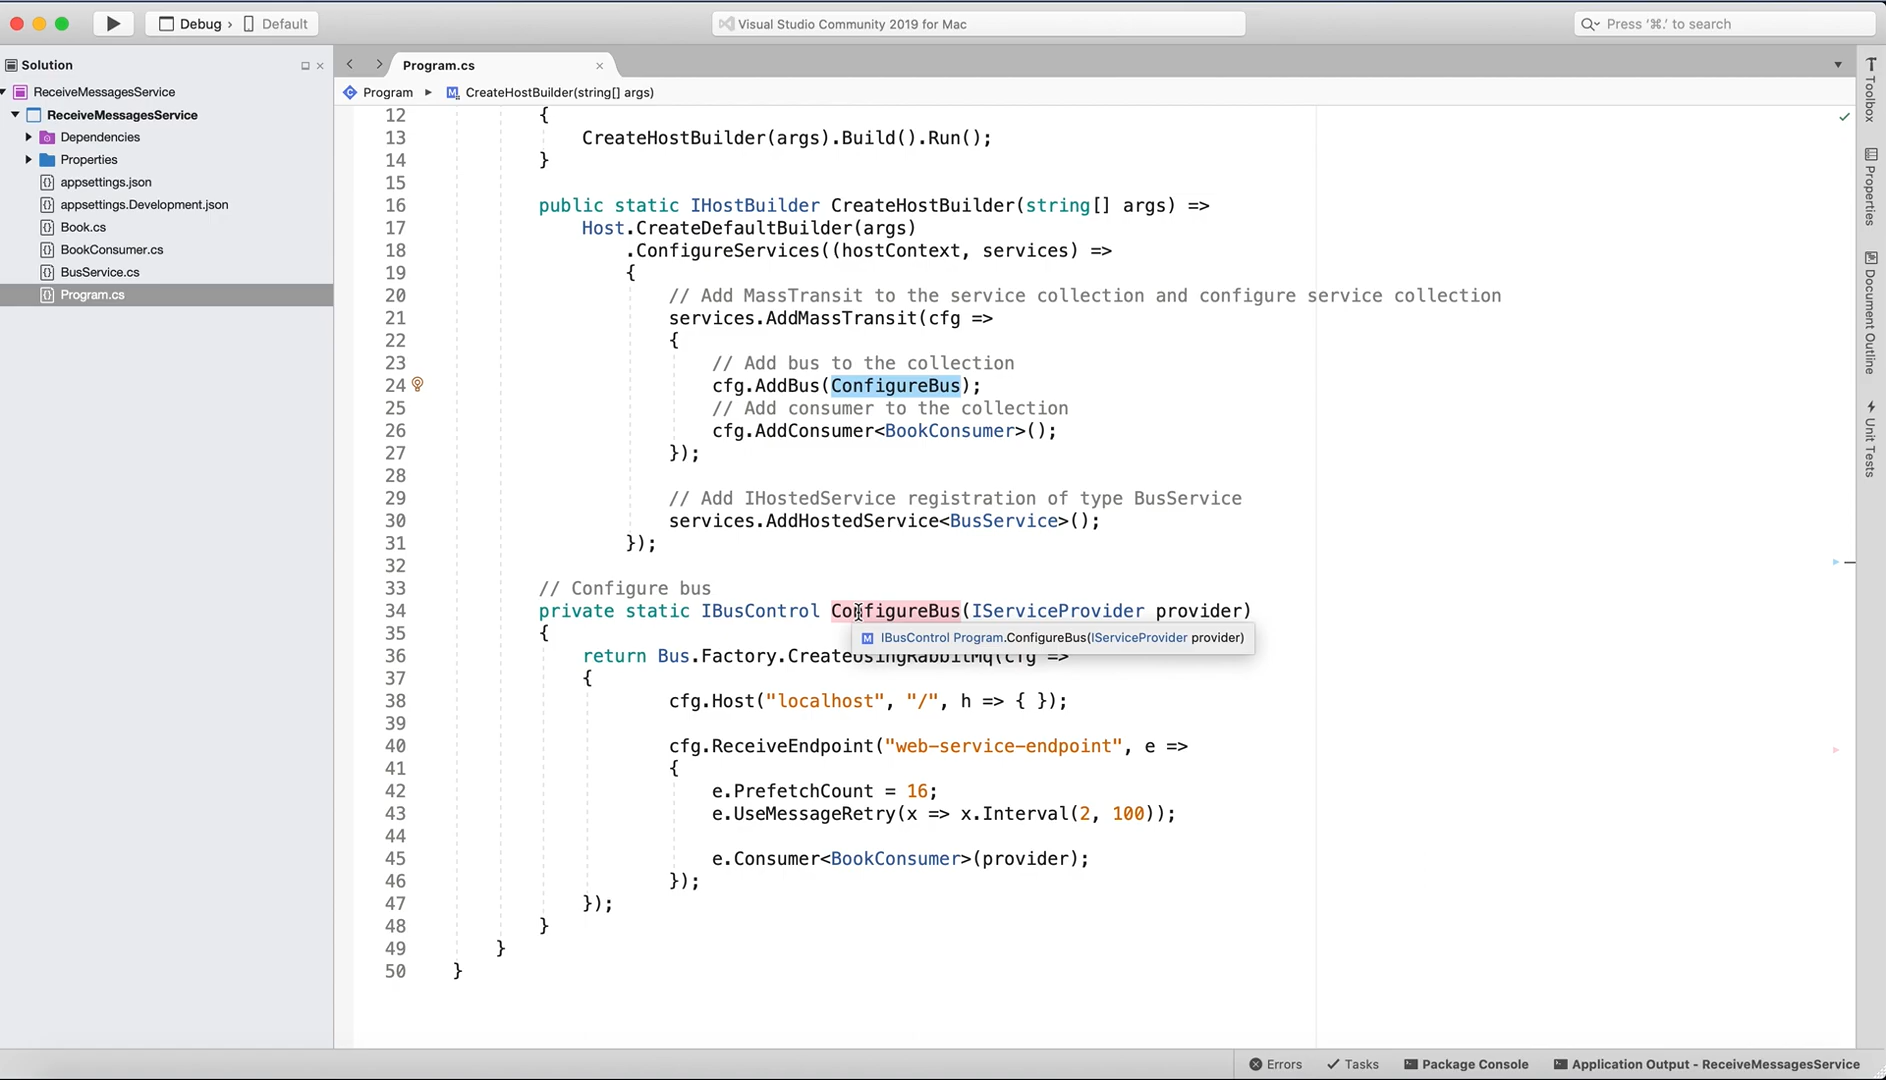 Debug › Default
Visual Studio Community 2019 for Mac
Press ‘⌘.’ to search
Solution
ReceiveMessagesService
ReceiveMessagesService
Dependencies
Properties
appsettings.json
appsettings.Development.json
Book.cs
BookConsumer.cs
BusService.cs
Program.cs
Program.cs
Program ▸ CreateHostBuilder(string[] args)
12 {
13 CreateHostBuilder(args).Build().Run();
14 }
15
16 public static IHostBuilder CreateHostBuilder(string[] args) =>
17 Host.CreateDefaultBuilder(args)
18 .ConfigureServices((hostContext, services) =>
19 {
20 // Add MassTransit to the service collection and configure service collection
21 services.AddMassTransit(cfg =>
22 {
23 // Add bus to the collection
24 cfg.AddBus(ConfigureBus);
25 // Add consumer to the collection
26 cfg.AddConsumer<BookConsumer>();
27 });
28
29 // Add IHostedService registration of type BusService
30 services.AddHostedService<BusService>();
31 });
32
33 // Configure bus
34 private static IBusControl ConfigureBus(IServiceProvider provider)
35 {
IBusControl Program.ConfigureBus(IServiceProvider provider)
36 return Bus.Factory.CreateUsingRabbitMq(cfg =>
37 {
38 cfg.Host("localhost", "/", h => { });
39
40 cfg.ReceiveEndpoint("web-service-endpoint", e =>
41 {
42 e.PrefetchCount = 16;
43 e.UseMessageRetry(x => x.Interval(2, 100));
44
45 e.Consumer<BookConsumer>(provider);
46 });
47 });
48 }
49 }
50 }
Toolbox
Properties
Document Outline
Unit Tests
Errors
Tasks
Package Console
Application Output - ReceiveMessagesService